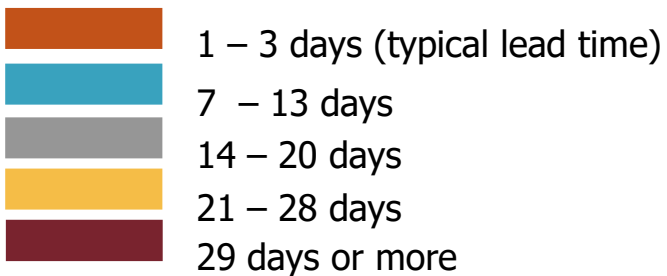 1 – 3 days (typical lead time)
7 – 13 days
14 – 20 days
21 – 28 days
29 days or more